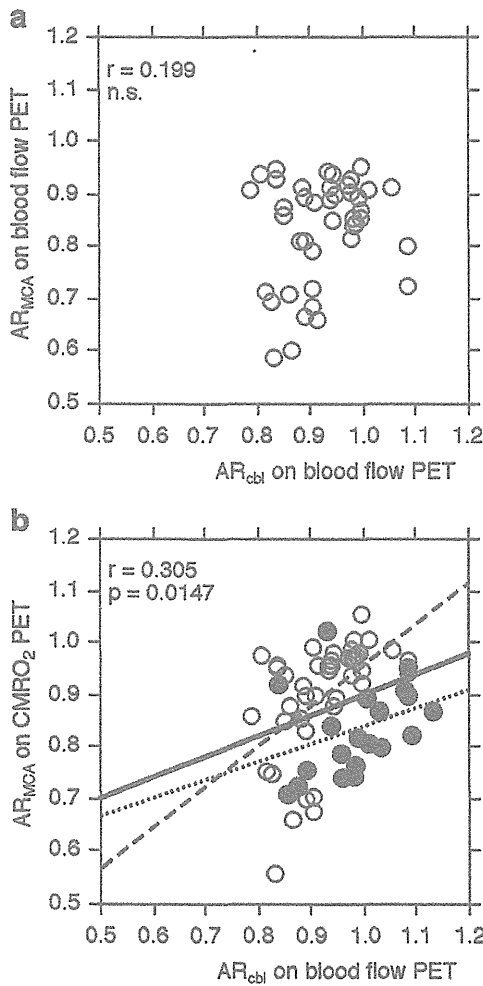 a
1.2
1.1
1.0
0.9
0.8
0.7
0.6
0.5
r = 0.199
n.s.
AR_MCA on blood flow PET
0.5 0.6 0.7 0.8 0.9 1.0 1.1 1.2
AR_cbl on blood flow PET
b
1.2
1.1
1.0
0.9
0.8
0.7
0.6
0.5
r = 0.305
p = 0.0147
AR_MCA on CMRO_2 PET
0.5 0.6 0.7 0.8 0.9 1.0 1.1 1.2
AR_cbl on blood flow PET